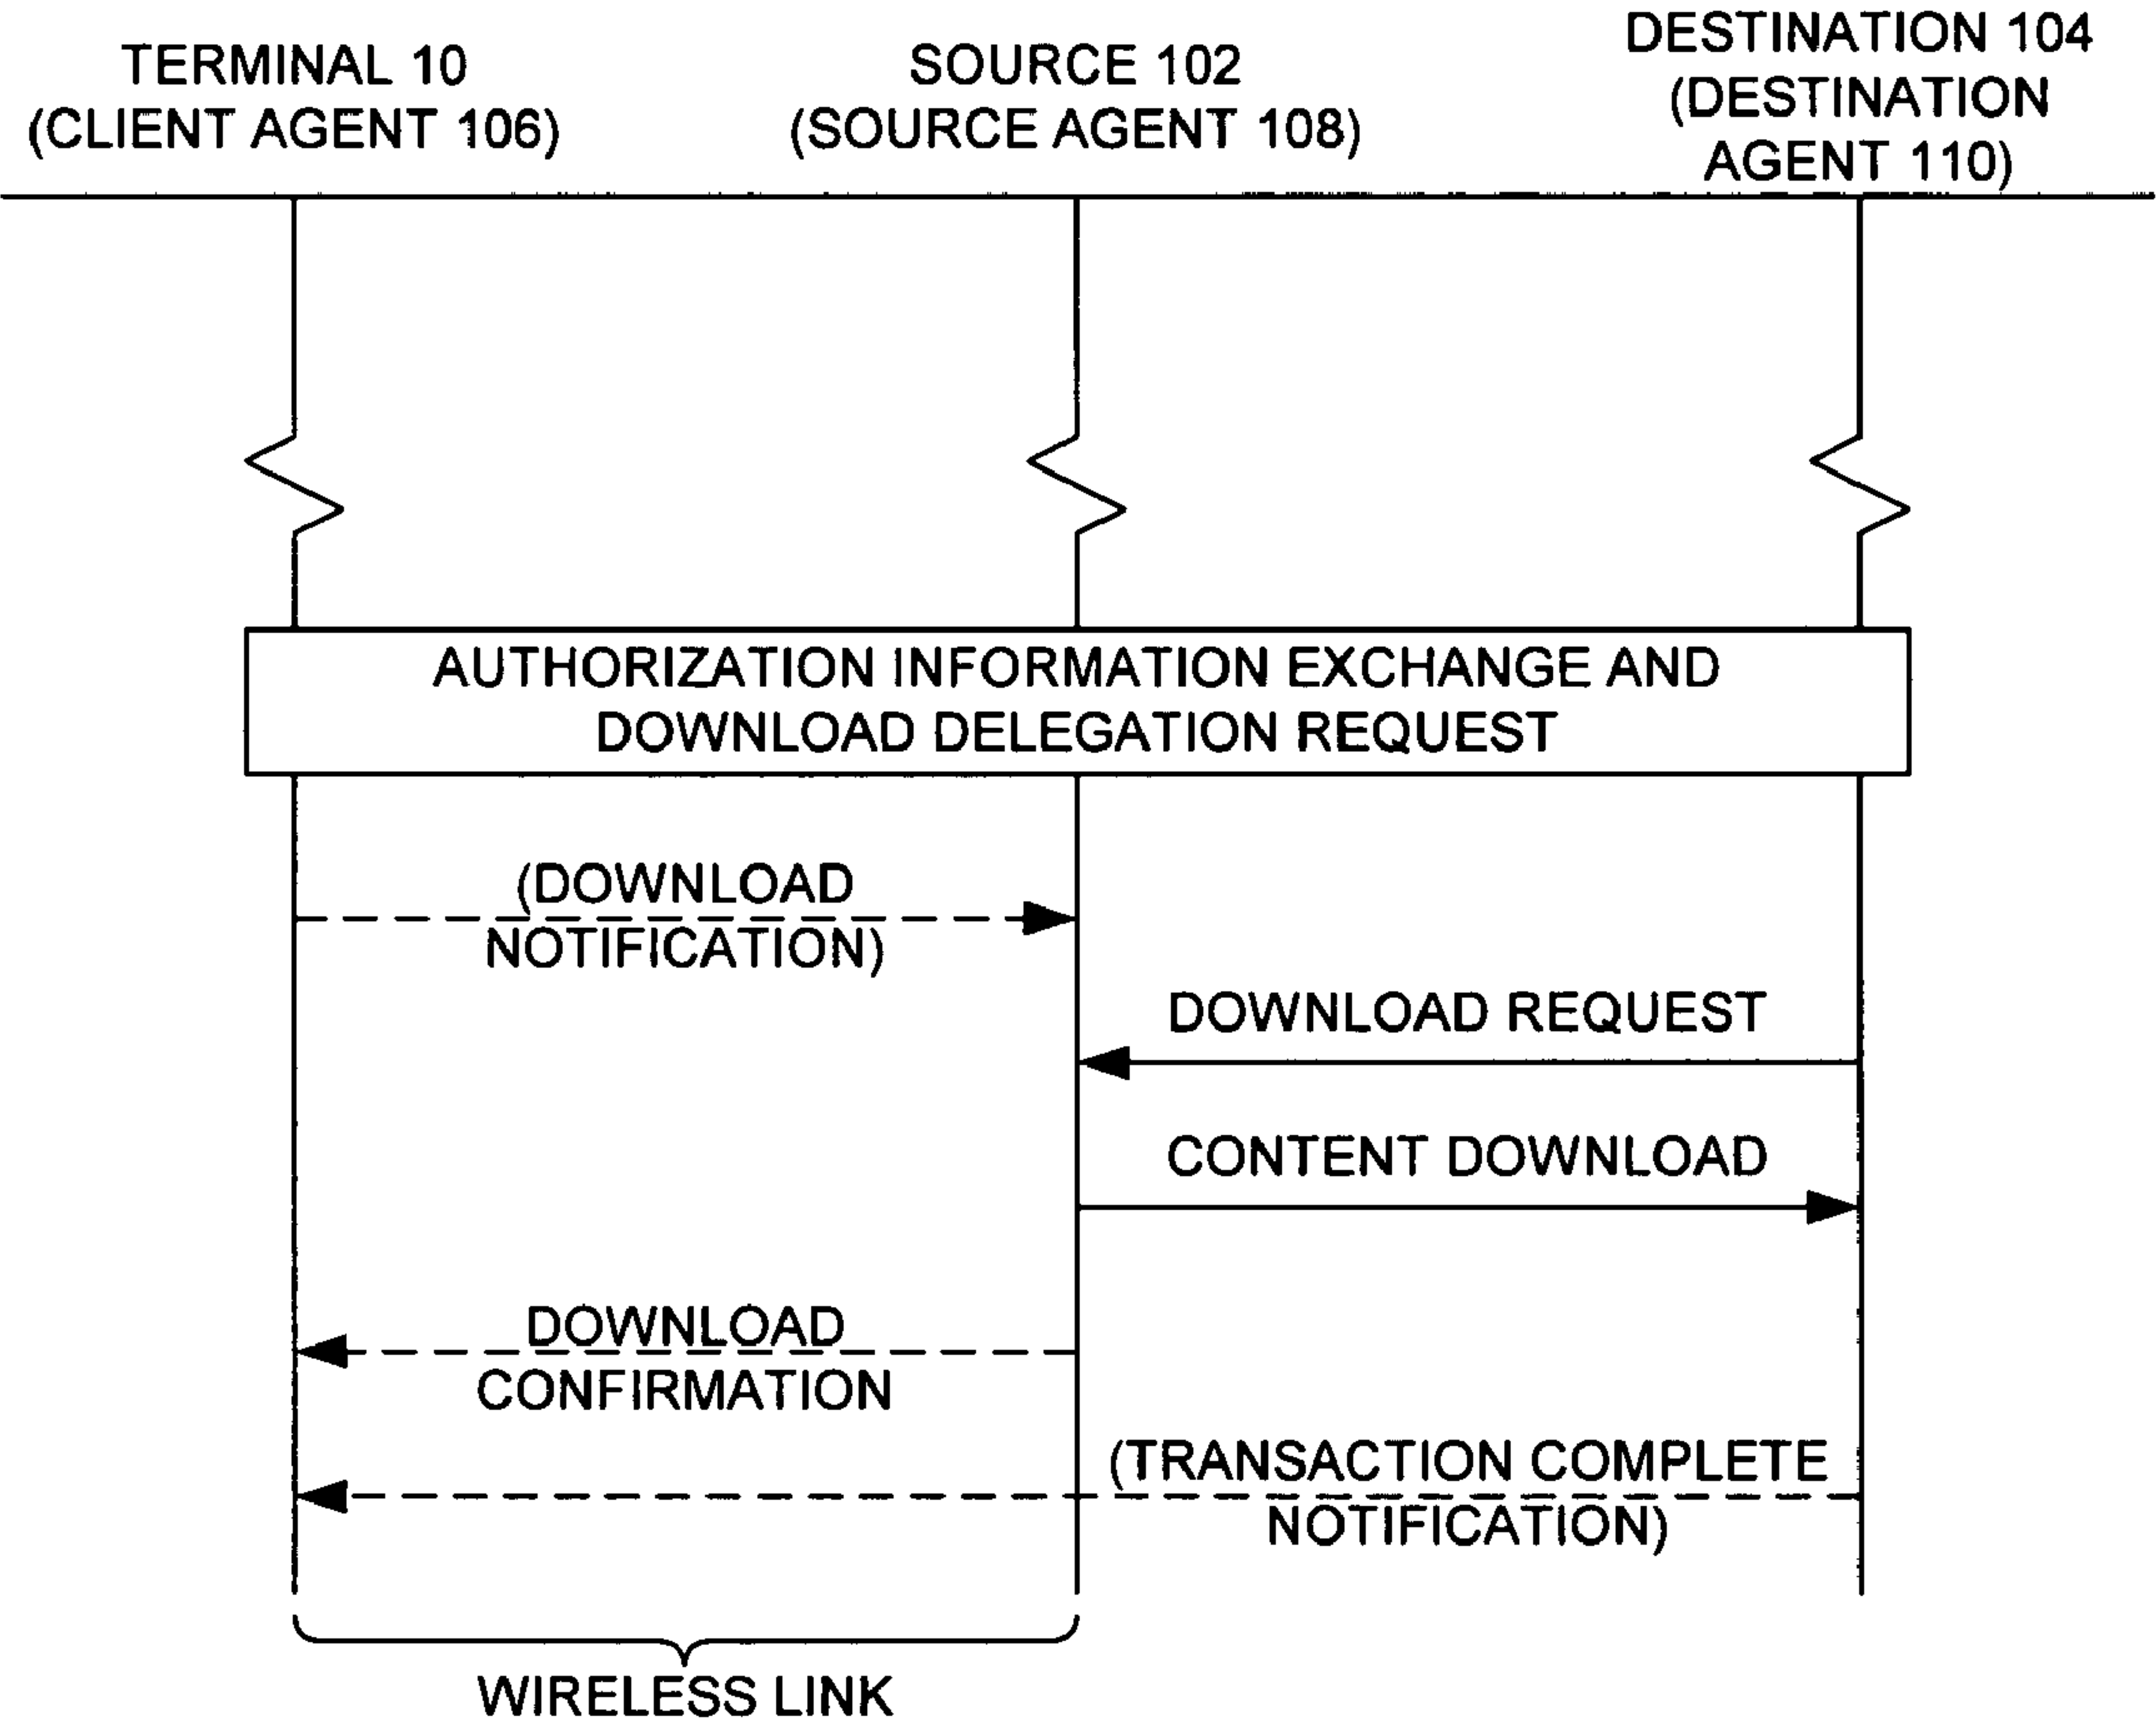 TERMINAL 10
(CLIENT AGENT 106)
SOURCE 102
(SOURCE AGENT 108)
DESTINATION 104
(DESTINATION
AGENT 110)
AUTHORIZATION INFORMATION EXCHANGE AND
DOWNLOAD DELEGATION REQUEST
(DOWNLOAD
NOTIFICATION)
DOWNLOAD REQUEST
CONTENT DOWNLOAD
DOWNLOAD
CONFIRMATION
(TRANSACTION COMPLETE
NOTIFICATION)
WIRELESS LINK